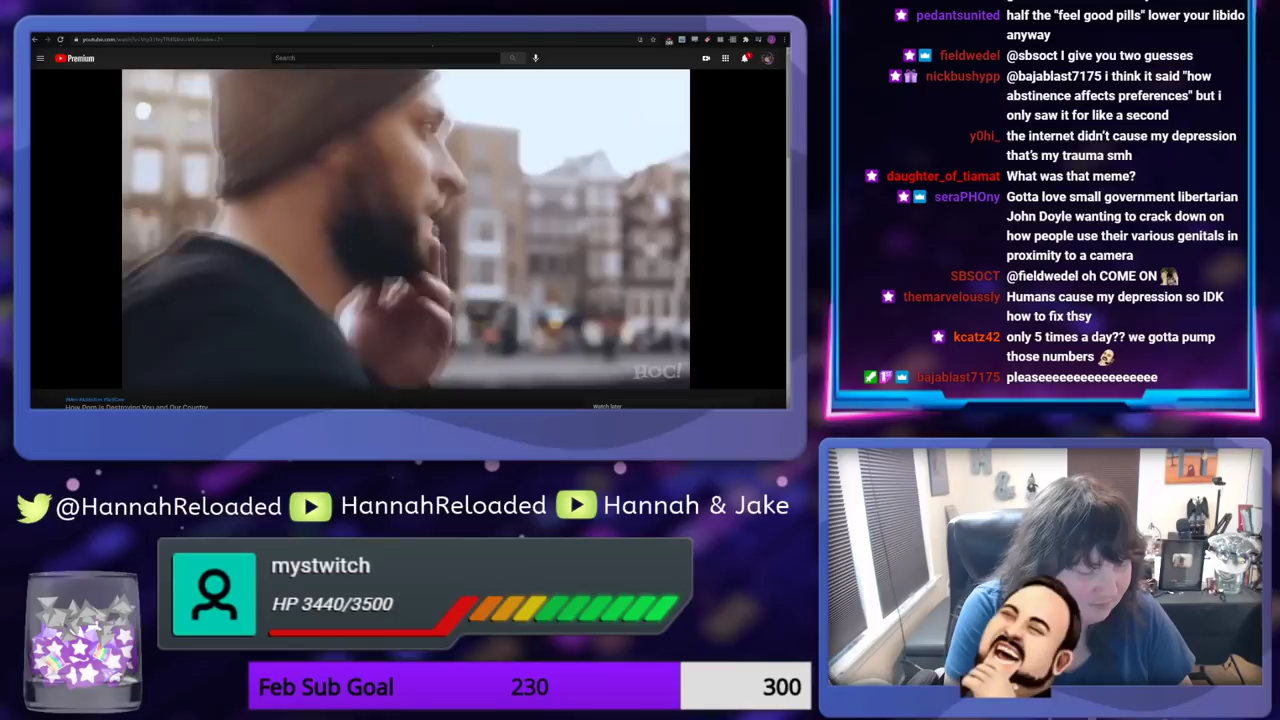 Premium
Search
HOC!
How Porn Is Destroying You and Our Country
Watch later
pedantsunited half the "feel good pills" lower your libido
anyway
fieldwedel @sbsoct I give you two guesses
nickbushypp @bajablast7175 i think it said "how
abstinence affects preferences" but i
only saw it for like a second
y0hi_ the internet didn't cause my depression
that's my trauma smh
daughter_of_tiamat What was that meme?
seraPHOny Gotta love small government libertarian
John Doyle wanting to crack down on
how people use their various genitals in
proximity to a camera
SBSOCT @fieldwedel oh COME ON
themarveloussly Humans cause my depression so IDK
how to fix thsy
kcatz42 only 5 times a day?? we gotta pump
those numbers
bajablast7175 pleaseeeeeeeeeeeeeeee
@HannahReloaded HannahReloaded Hannah & Jake
mystwitch
HP 3440/3500
Feb Sub Goal 230 300
H &